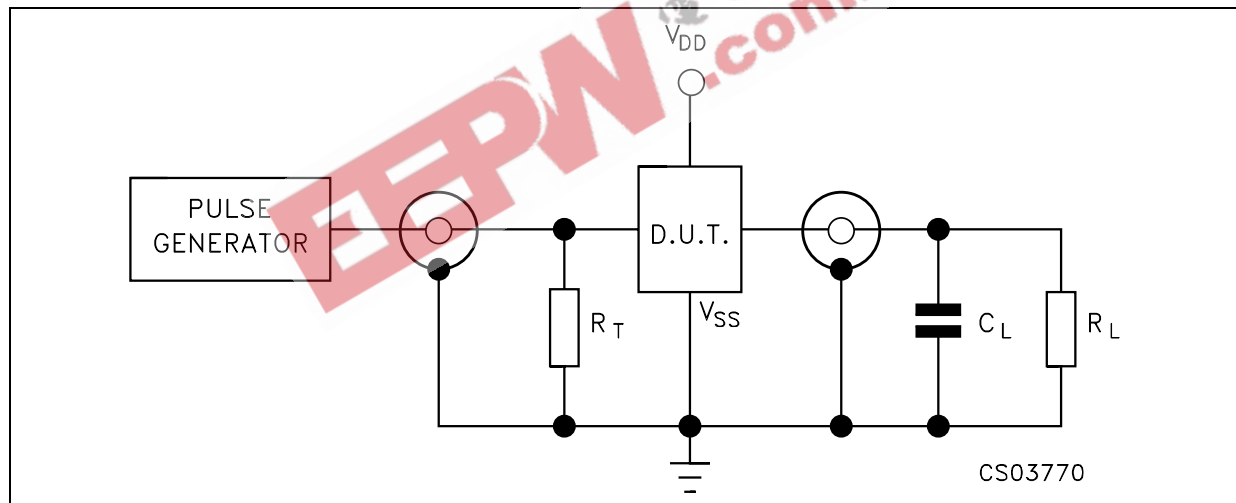 EEPW.com
VDD
PULSE
GENERATOR
D.U.T.
VSS
RT
CL
RL
CS03770